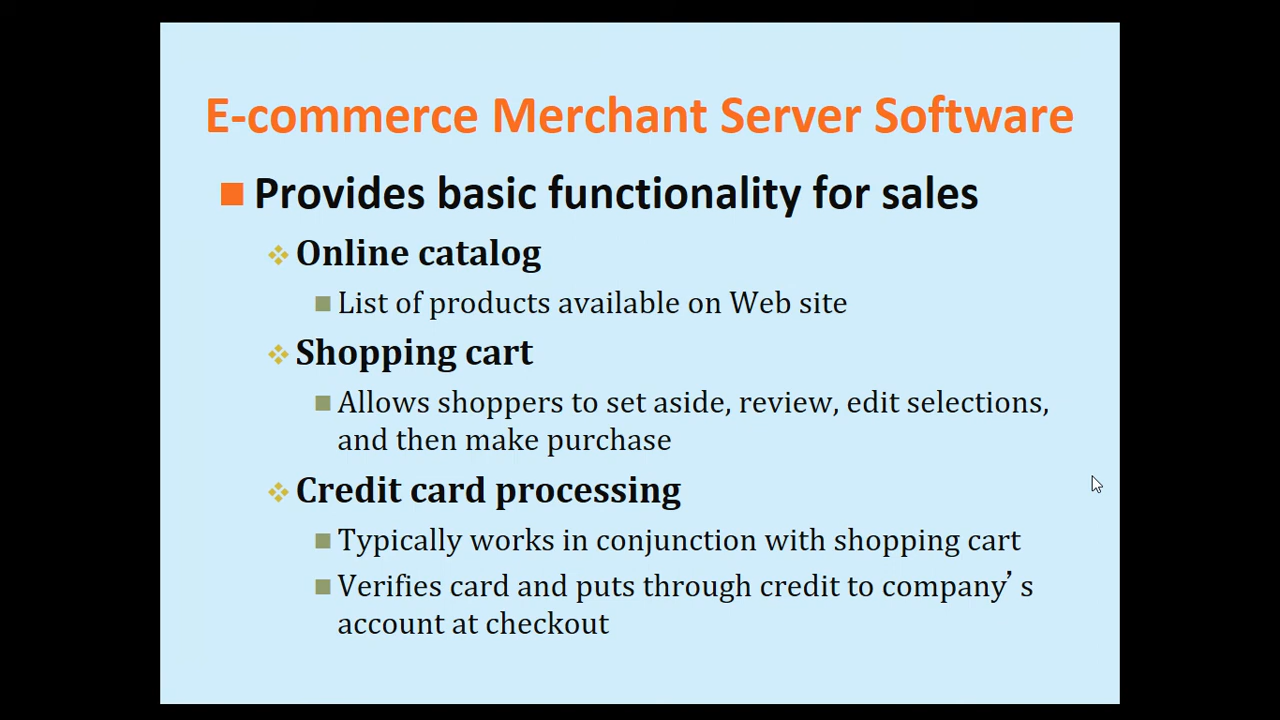 E-commerce Merchant Server Software
Provides basic functionality for sales
Online catalog
List of products available on Web site
Shopping cart
Allows shoppers to set aside, review, edit selections,
and then make purchase
Credit card processing
Typically works in conjunction with shopping cart
Verifies card and puts through credit to company’s
account at checkout